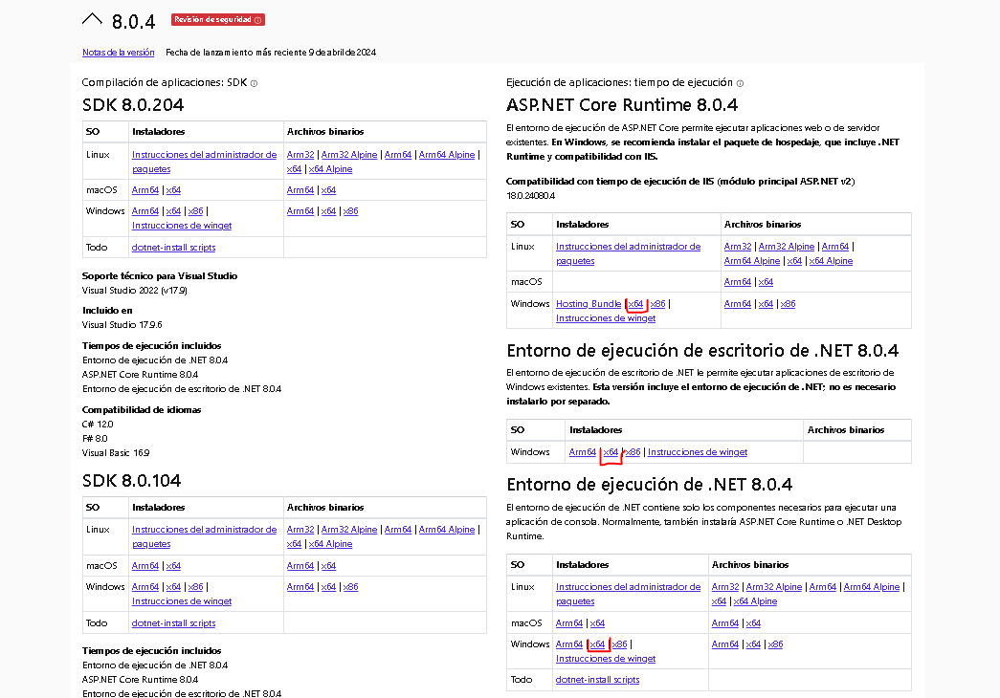 8.0.4 Revisión de seguridad
Notas de la versión Fecha de lanzamiento más reciente 9 de abril de 2024
Compilación de aplicaciones: SDK
SDK 8.0.204
SO Instaladores Archivos binarios
Linux Instrucciones del administrador de Arm32 | Arm32 Alpine | Arm64 | Arm64 Alpine |
paquetes x64 | x64 Alpine
macOS Arm64 | x64 Arm64 | x64
Windows Arm64 | x64 | x86 | Arm64 | x64 | x86
Instrucciones de winget
Todo dotnet-install scripts
Soporte técnico para Visual Studio
Visual Studio 2022 (v17.9)
Incluido en
Visual Studio 17.9.6
Tiempos de ejecución incluidos
Entorno de ejecución de .NET 8.0.4
ASP.NET Core Runtime 8.0.4
Entorno de ejecución de escritorio de .NET 8.0.4
Compatibilidad de idiomas
C# 12.0
F# 8.0
Visual Basic 16.9
SDK 8.0.104
SO Instaladores Archivos binarios
Linux Instrucciones del administrador de Arm32 | Arm32 Alpine | Arm64 | Arm64 Alpine |
paquetes x64 | x64 Alpine
macOS Arm64 | x64 Arm64 | x64
Windows Arm64 | x64 | x86 | Arm64 | x64 | x86
Instrucciones de winget
Todo dotnet-install scripts
Tiempos de ejecución incluidos
Entorno de ejecución de .NET 8.0.4
ASP.NET Core Runtime 8.0.4
Entorno de ejecución de escritorio de .NET 8.0.4
Ejecución de aplicaciones: tiempo de ejecución
ASP.NET Core Runtime 8.0.4
El entorno de ejecución de ASP.NET Core permite ejecutar aplicaciones web o de servidor
existentes. En Windows, se recomienda instalar el paquete de hospedaje, que incluye .NET
Runtime y compatibilidad con IIS.
Compatibilidad con tiempo de ejecución de IIS (módulo principal ASP.NET v2)
18.0.24080.4
SO Instaladores Archivos binarios
Linux Instrucciones del administrador de Arm32 | Arm32 Alpine | Arm64 |
paquetes Arm64 Alpine | x64 | x64 Alpine
macOS Arm64 | x64
Windows Hosting Bundle | x64 | x86 | Arm64 | x64 | x86
Instrucciones de winget
Entorno de ejecución de escritorio de .NET 8.0.4
El entorno de ejecución de escritorio de .NET le permite ejecutar aplicaciones de escritorio de
Windows existentes. Esta versión incluye el entorno de ejecución de .NET; no es necesario
instalarlo por separado.
SO Instaladores Archivos binarios
Windows Arm64 | x64 | x86 | Instrucciones de winget
Entorno de ejecución de .NET 8.0.4
El entorno de ejecución de .NET contiene solo los componentes necesarios para ejecutar una
aplicación de consola. Normalmente, también instalaría ASP.NET Core Runtime o .NET Desktop
Runtime.
SO Instaladores Archivos binarios
Linux Instrucciones del administrador de Arm32 | Arm32 Alpine | Arm64 | Arm64 Alpine |
paquetes x64 | x64 Alpine
macOS Arm64 | x64 Arm64 | x64
Windows Arm64 | x64 | x86 | Arm64 | x64 | x86
Instrucciones de winget
Todo dotnet-install scripts